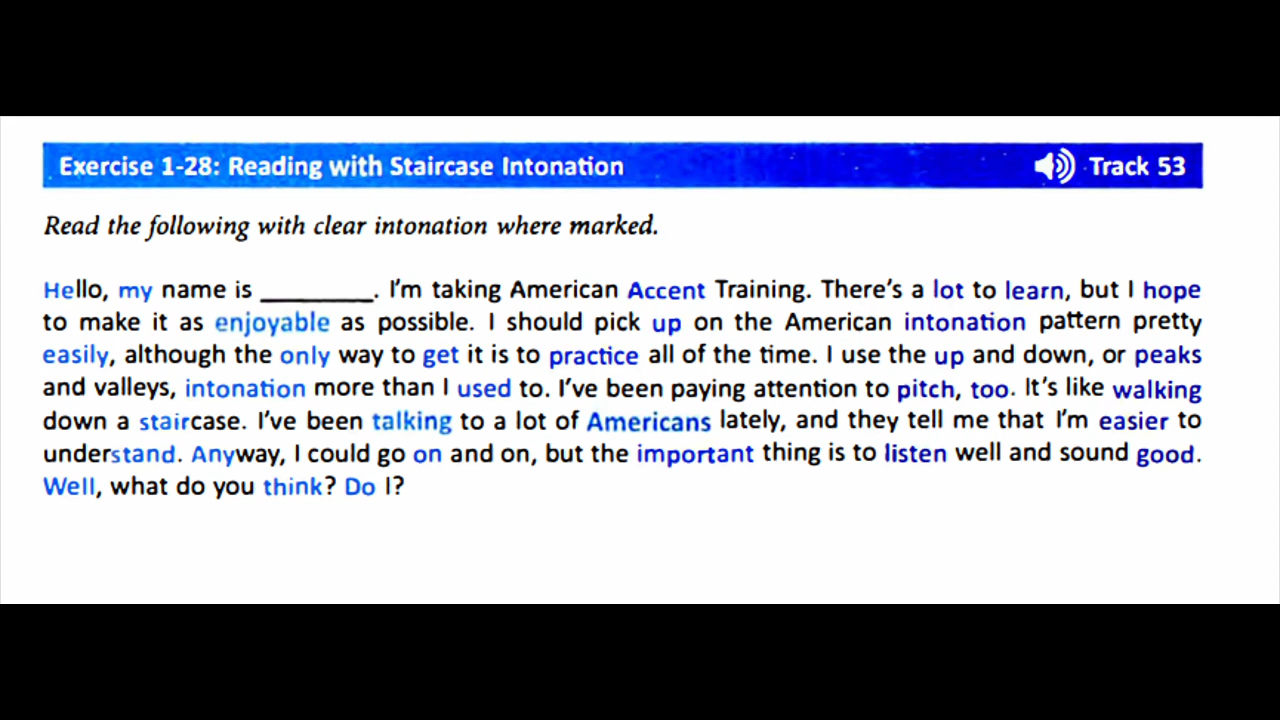 Exercise 1-28: Reading with Staircase Intonation Track 53
Read the following with clear intonation where marked.
Hello, my name is ________. I'm taking American Accent Training. There's a lot to learn, but I hope
to make it as enjoyable as possible. I should pick up on the American intonation pattern pretty
easily, although the only way to get it is to practice all of the time. I use the up and down, or peaks
and valleys, intonation more than I used to. I've been paying attention to pitch, too. It's like walking
down a staircase. I've been talking to a lot of Americans lately, and they tell me that I'm easier to
understand. Anyway, I could go on and on, but the important thing is to listen well and sound good.
Well, what do you think? Do I?